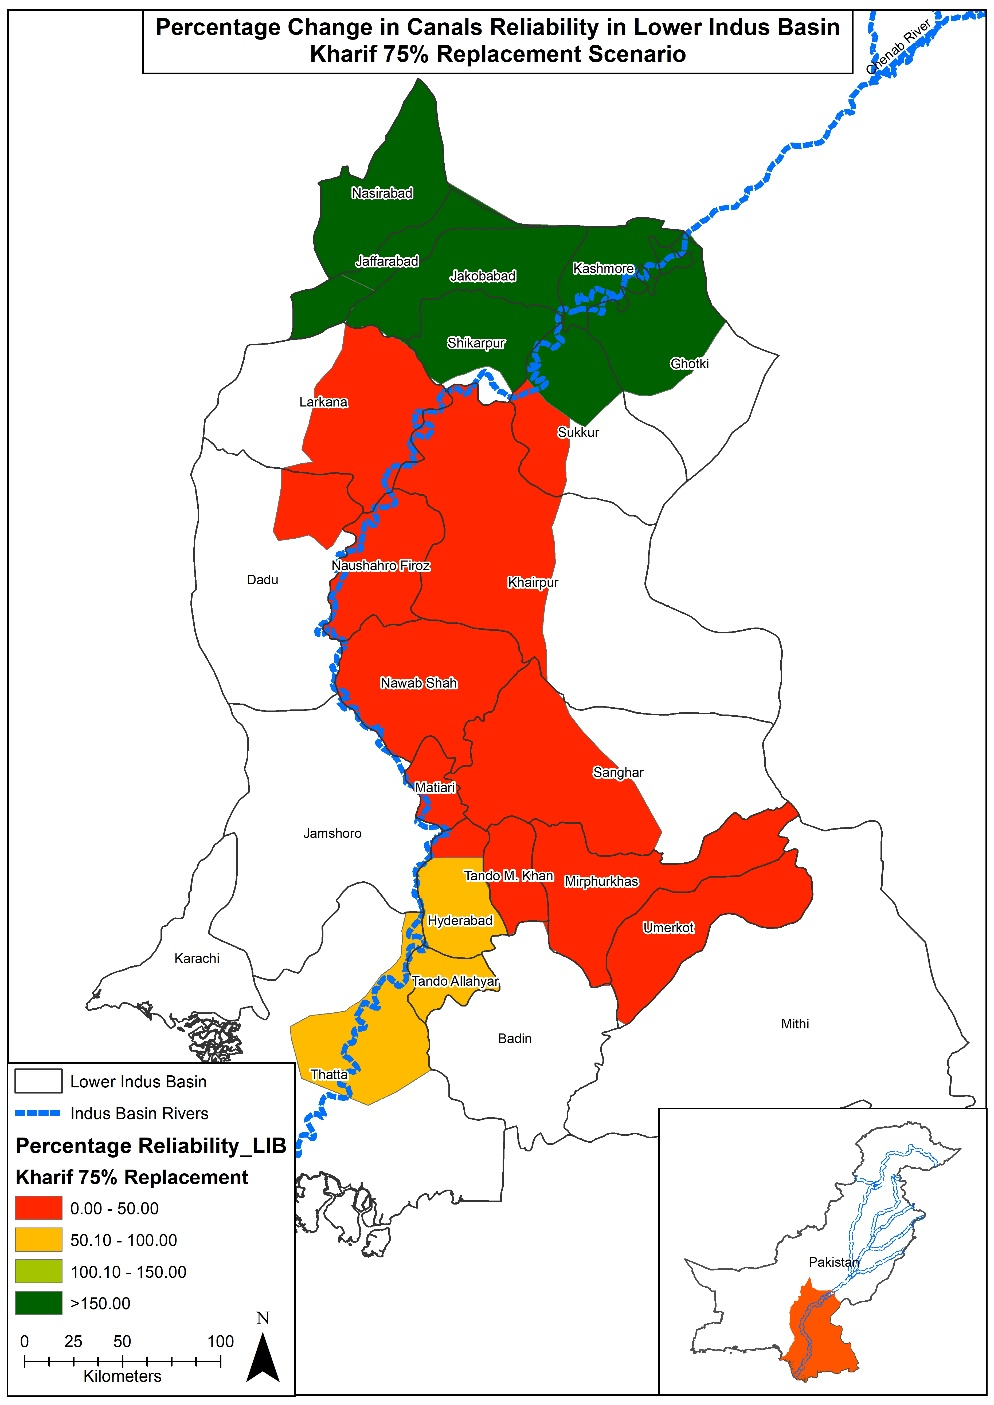 Percentage Change in Canals Reliability in Lower Indus Basin
Kharif 75% Replacement Scenario
Chenab River
Nasirabad
Jaffarabad
Jakobabad
Kashmore
Shikarpur
Ghotki
Larkana
Sukkur
Naushahro Firoz
Dadu
Khairpur
Nawab Shah
Sanghar
Matiari
Jamshoro
Tando M. Khan
Mirphurkhas
Hyderabad
Umerkot
Karachi
Tando Allahyar
Mithi
Badin
Thatta
Lower Indus Basin
Indus Basin Rivers
Percentage Reliability_LIB
Kharif 75% Replacement
0.00 - 50.00
50.10 - 100.00
100.10 - 150.00
>150.00
N
0 25 50 100
Kilometers
Pakistan